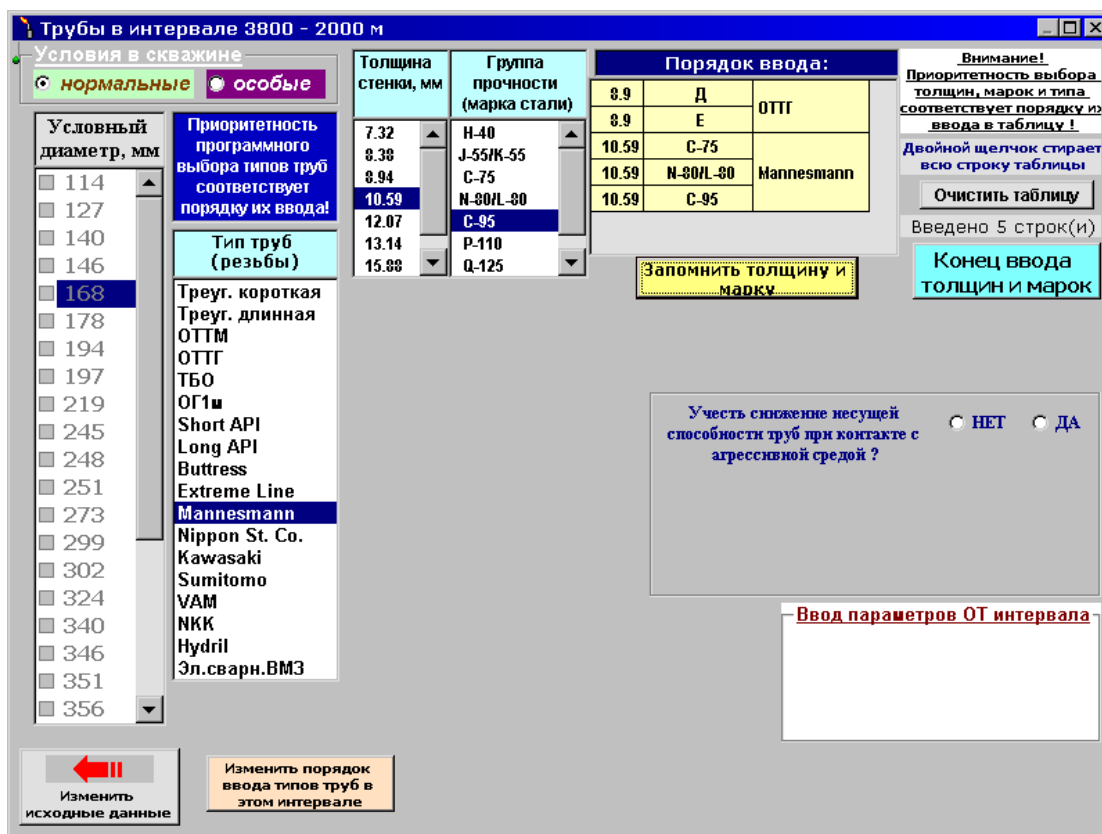 Трубы в интервале 3800 - 2000 м
Условия в скважине
нормальные
особые
Условный
диаметр, мм
114
127
140
146
168
178
194
197
219
245
248
251
273
299
302
324
340
346
351
356
Приоритетность
программного
выбора типов труб
соответствует
порядку их ввода!
Тип труб
(резьбы)
Треуг. короткая
Треуг. длинная
ОТТМ
ОТТГ
ТБО
ОГ1м
Short API
Long API
Buttress
Extreme Line
Mannesmann
Nippon St. Co.
Kawasaki
Sumitomo
VAM
NKK
Hydril
Эл.сварн.ВМЗ
Толщина
стенки, мм
7.32
8.38
8.94
10.59
12.07
13.14
15.88
Группа
прочности
(марка стали)
H-40
J-55/K-55
C-75
N-80/L-80
C-95
P-110
Q-125
Порядок ввода:
8.9 Д ОТТГ
8.9 Е
10.59 C-75
10.59 N-80/L-80 Mannesmann
10.59 C-95
Запомнить толщину и
марку
Внимание!
Приоритетность выбора
толщин, марок и типа
соответствует порядку их
ввода в таблицу !
Двойной щелчок стирает
всю строку таблицы
Очистить таблицу
Введено 5 строк(и)
Конец ввода
толщин и марок
Учесть снижение несущей
способности труб при контакте с
агрессивной средой ?
НЕТ
ДА
Ввод параметров ОТ интервала
Изменить
исходные данные
Изменить порядок
ввода типов труб в
этом интервале